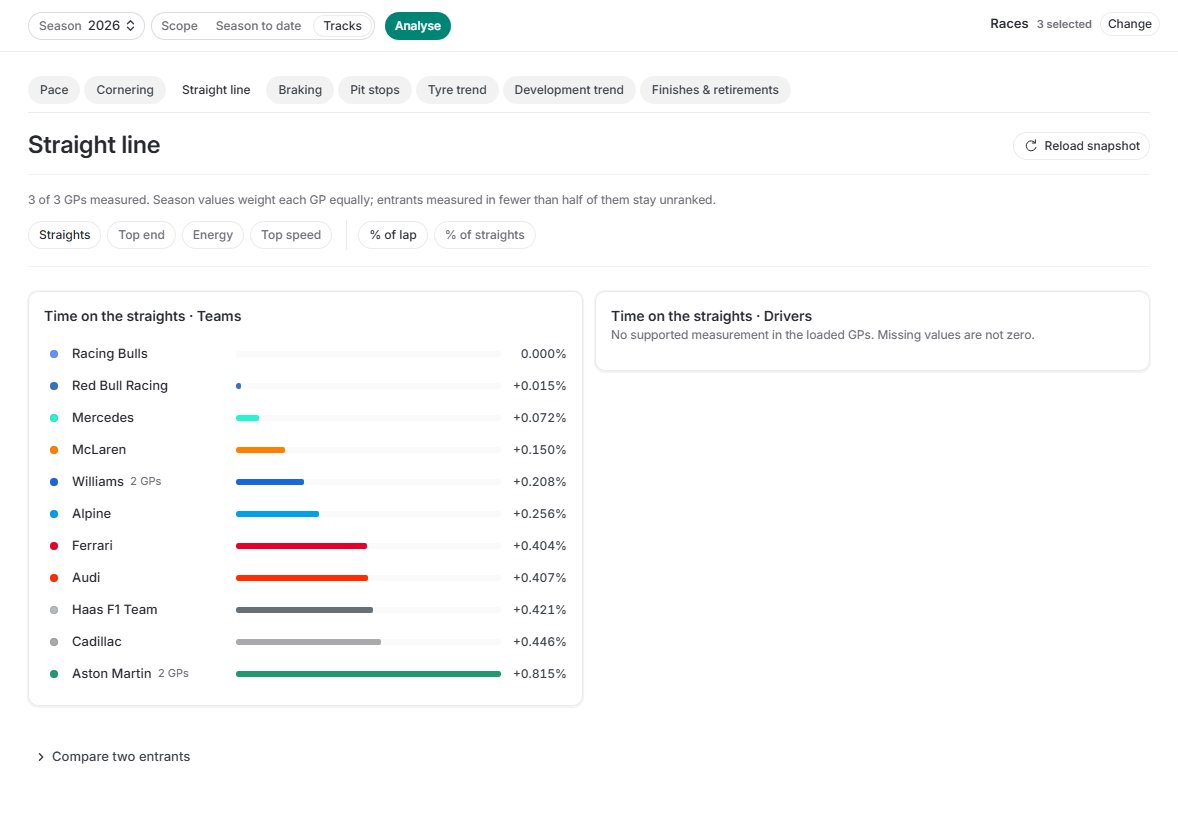 Season 2026 Scope Season to date Tracks Analyse Races 3 selected Change
Pace Cornering Straight line Braking Pit stops Tyre trend Development trend Finishes & retirements
Straight line Reload snapshot
3 of 3 GPs measured. Season values weight each GP equally; entrants measured in fewer than half of them stay unranked.
Straights Top end Energy Top speed % of lap % of straights
Time on the straights · Teams
Racing Bulls 0.000%
Red Bull Racing +0.015%
Mercedes +0.072%
McLaren +0.150%
Williams 2 GPs +0.208%
Alpine +0.256%
Ferrari +0.404%
Audi +0.407%
Haas F1 Team +0.421%
Cadillac +0.446%
Aston Martin 2 GPs +0.815%
Time on the straights · Drivers
No supported measurement in the loaded GPs. Missing values are not zero.
Compare two entrants